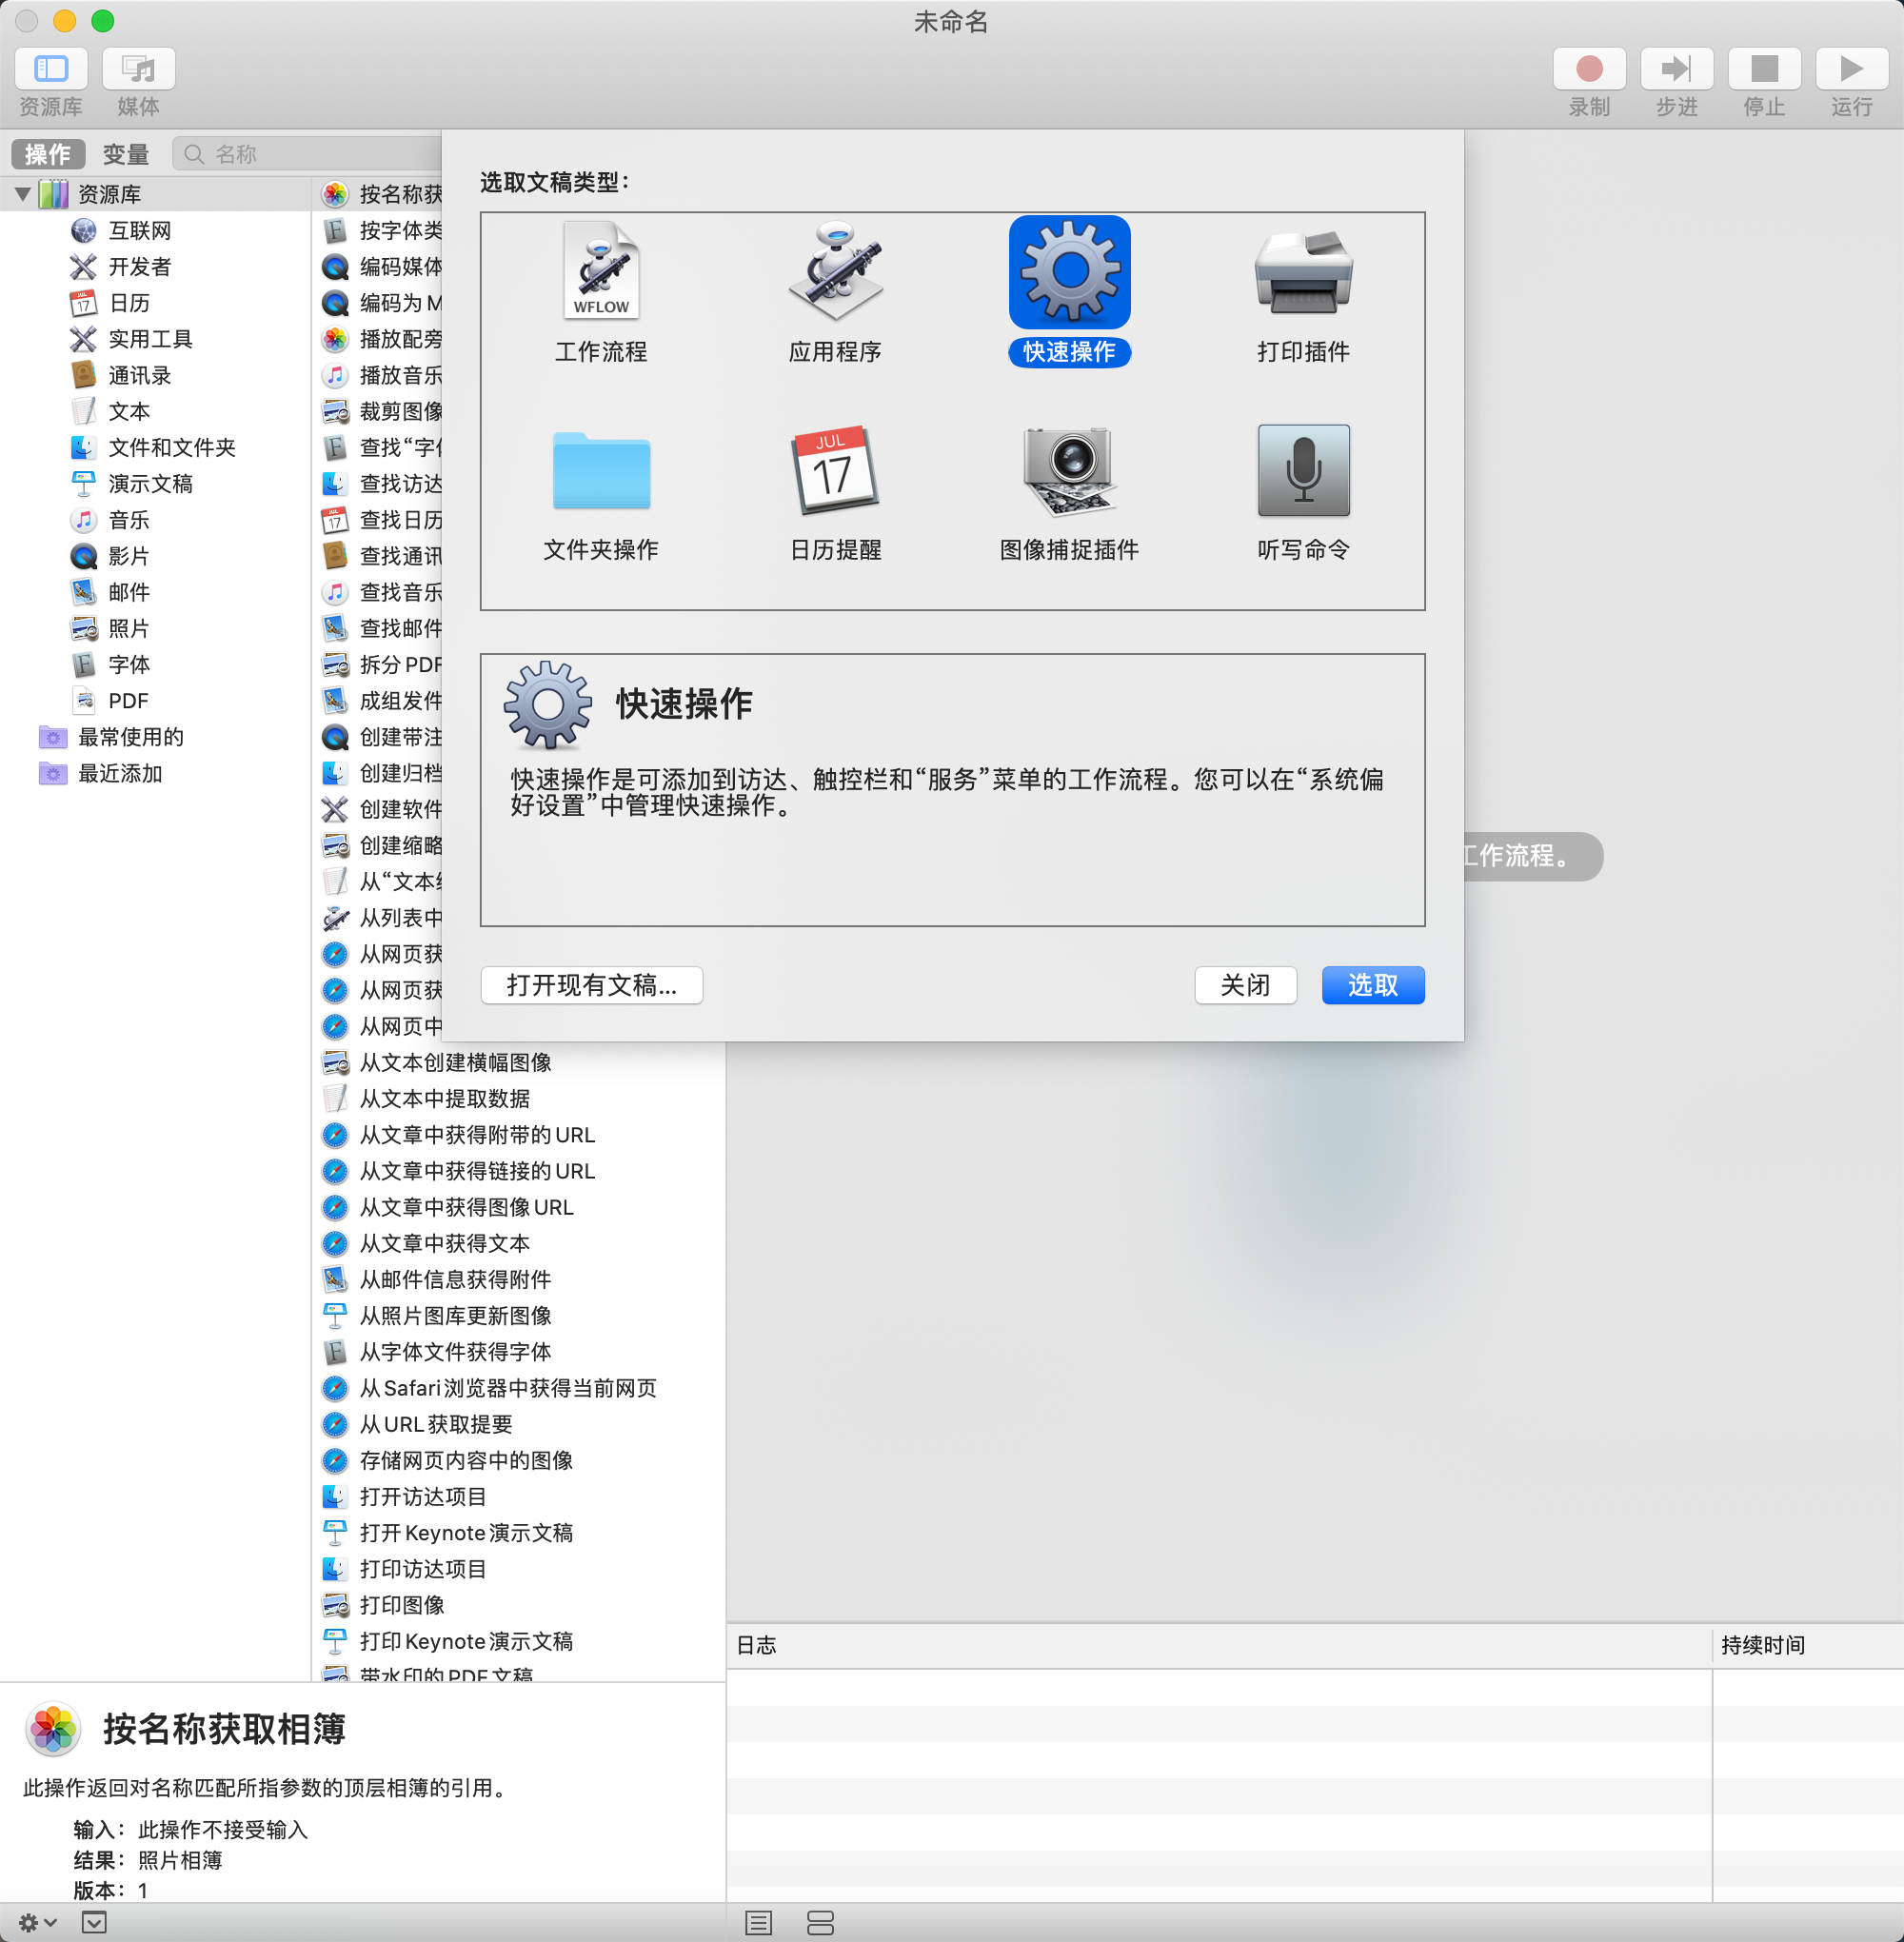 未命名
资源库
媒体
录制
步进
停止
运行
操作
变量
名称
选取文稿类型：
WFLOW
工作流程
应用程序
快速操作
打印插件
JUL
17
文件夹操作
日历提醒
图像捕捉插件
听写命令
快速操作
快速操作是可添加到访达、触控栏和“服务”菜单的工作流程。您可以在“系统偏
好设置”中管理快速操作。
打开现有文稿...
关闭
选取
工作流程。
资源库
互联网
开发者
日历
实用工具
通讯录
文本
文件和文件夹
演示文稿
音乐
影片
邮件
照片
字体
PDF
最常使用的
最近添加
按名称获
按字体类
编码媒体
编码为 M
播放配旁
播放音乐
裁剪图像
查找“字体
查找访达
查找日历
查找通讯
查找音乐
查找邮件
拆分 PDF
成组发件
创建带注
创建归档
创建软件
创建缩略
从“文本编
从列表中
从网页获
从网页获
从网页中
从文本创建横幅图像
从文本中提取数据
从文章中获得附带的 URL
从文章中获得链接的 URL
从文章中获得图像 URL
从文章中获得文本
从邮件信息获得附件
从照片图库更新图像
从字体文件获得字体
从 Safari 浏览器中获得当前网页
从 URL 获取提要
存储网页内容中的图像
打开访达项目
打开 Keynote 演示文稿
打印访达项目
打印图像
打印 Keynote 演示文稿
带水印的 PDF 文稿
按名称获取相簿
此操作返回对名称匹配所指参数的顶层相簿的引用。
输入：此操作不接受输入
结果：照片相簿
版本：1
日志
持续时间